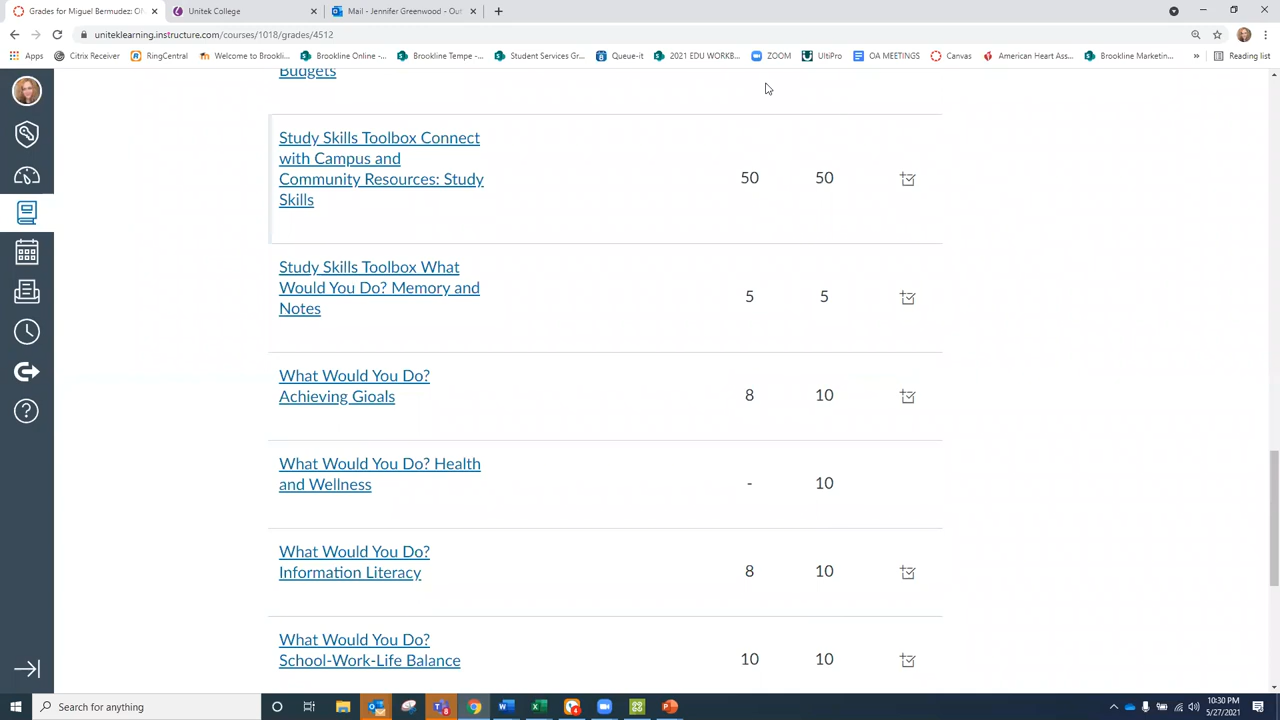 Grades for Miguel Bermudez: ON
Unitek College
Mail - Jennifer Greenwood - Out
uniteklearning.instructure.com/courses/1018/grades/4512
Apps
Citrix Receiver
RingCentral
Welcome to Brookli...
Brookline Online -...
Brookline Tempe -...
Student Services Gr...
Queue-it
2021 EDU WORKB...
ZOOM
UltiPro
OA MEETINGS
Canvas
American Heart Ass...
Brookline Marketin...
»
Reading list
Budgets
Study Skills Toolbox Connect
with Campus and
Community Resources: Study
Skills
50 50
Study Skills Toolbox What
Would You Do? Memory and
Notes
5 5
What Would You Do?
Achieving Gioals
8 10
What Would You Do? Health
and Wellness
- 10
What Would You Do?
Information Literacy
8 10
What Would You Do?
School-Work-Life Balance
10 10
Search for anything
10:30 PM
5/27/2021